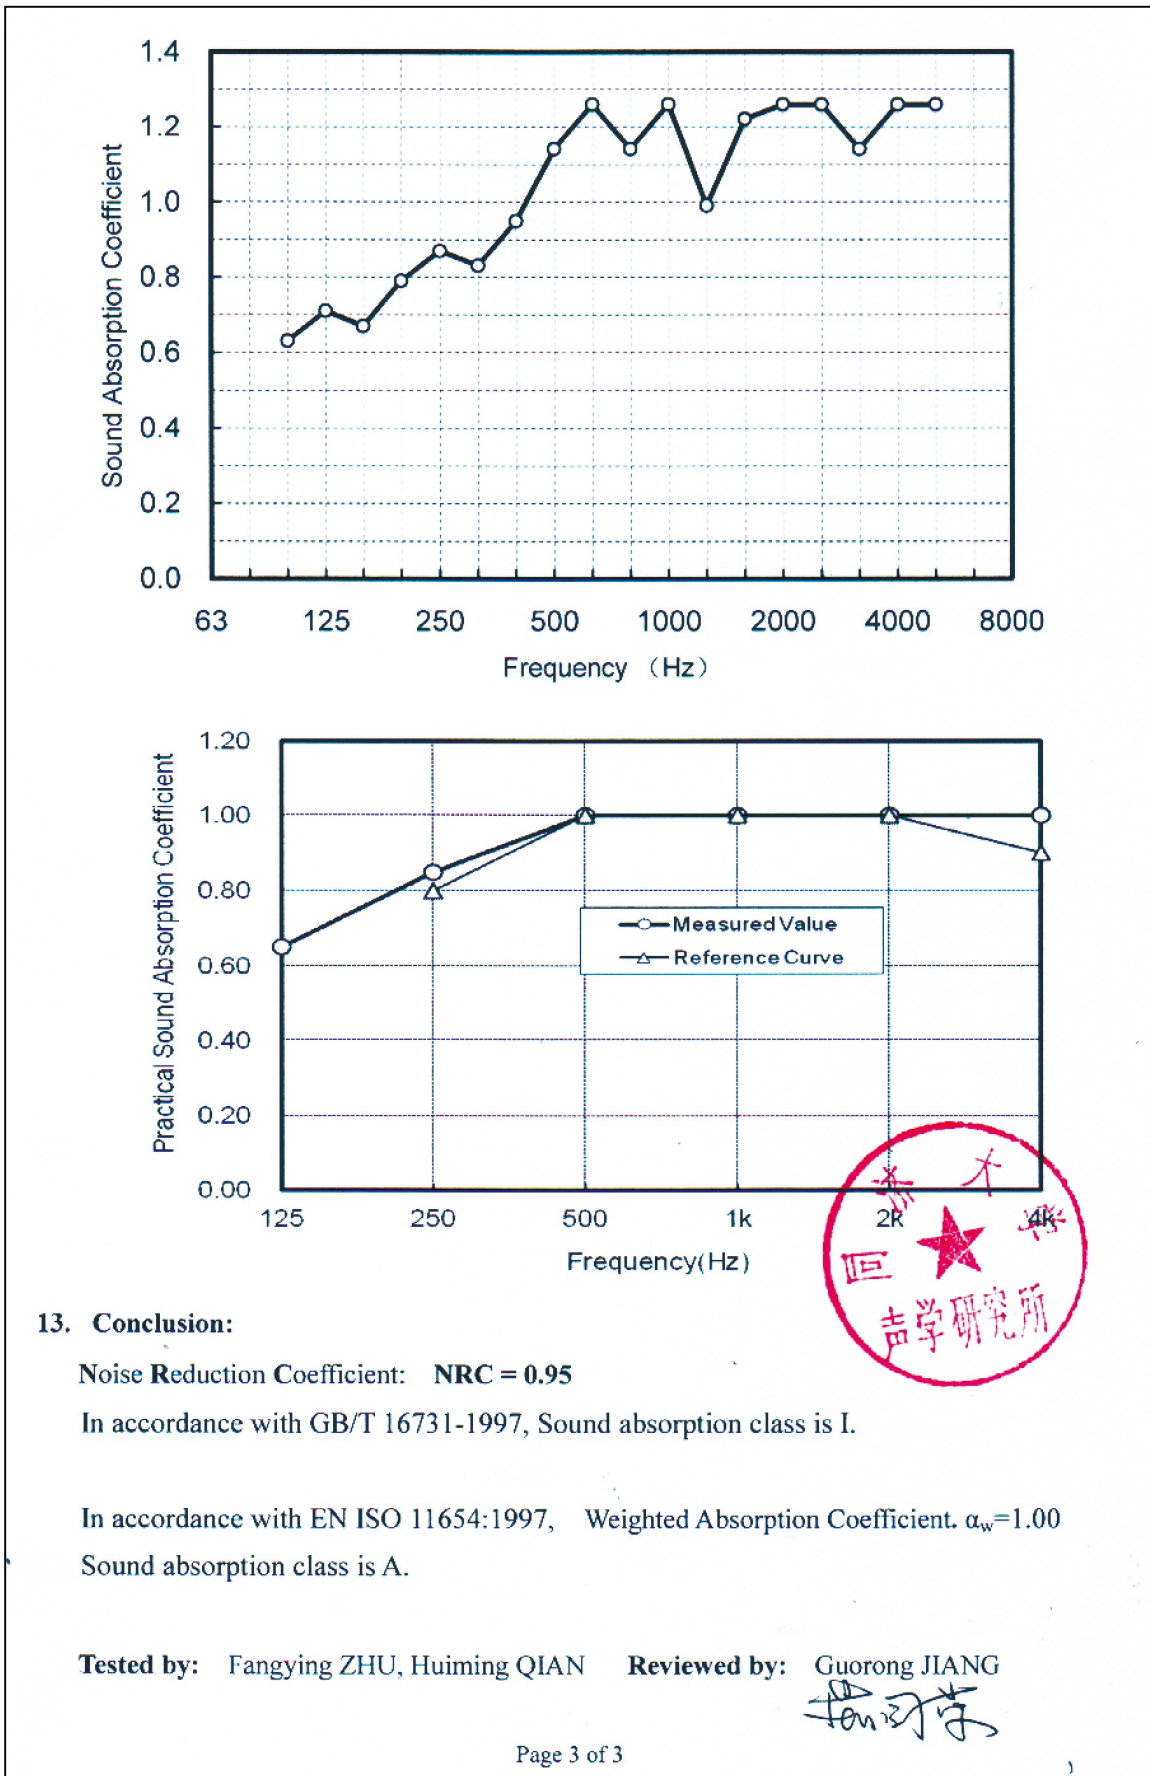 1.4
1.2
1.0
0.8
0.6
0.4
0.2
0.0
Sound Absorption Coefficient
63 125 250 500 1000 2000 4000 8000
Frequency （Hz）
1.20
1.00
0.80
0.60
0.40
0.20
0.00
Practical Sound Absorption Coefficient
Measured Value
Reference Curve
125 250 500 1k 2k 4k
Frequency(Hz)
声学研究所
13. Conclusion:
Noise Reduction Coefficient: NRC = 0.95
In accordance with GB/T 16731-1997, Sound absorption class is I.
In accordance with EN ISO 11654:1997, Weighted Absorption Coefficient. αw=1.00
Sound absorption class is A.
Tested by: Fangying ZHU, Huiming QIAN Reviewed by: Guorong JIANG
Page 3 of 3